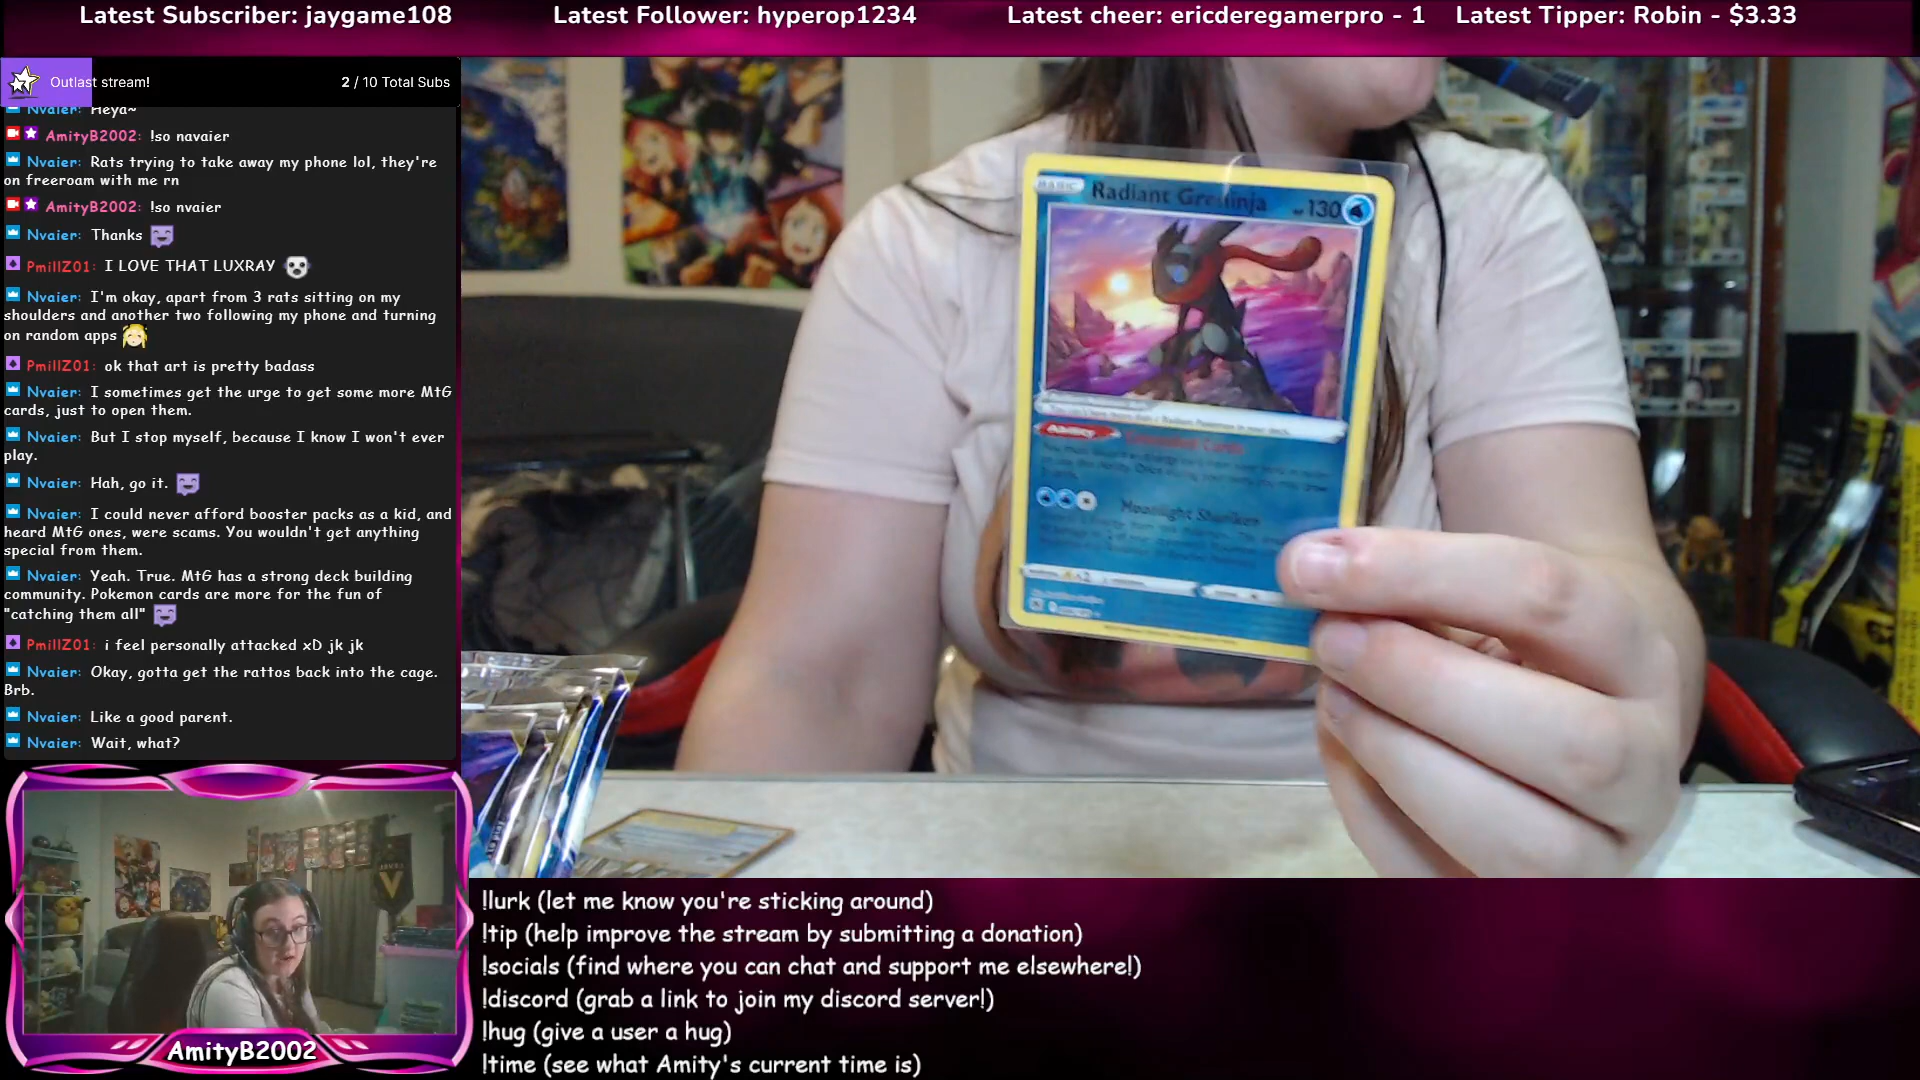 Latest Subscriber: jaygame108
Latest Follower: hyperop1234
Latest cheer: ericderegamerpro - 1
Latest Tipper: Robin - $3.33
Outlast stream!
2 / 10 Total Subs
Nvaier: Heya~
AmityB2002: !so navaier
Nvaier: Rats trying to take away my phone lol, they're
on freeroam with me rn
AmityB2002: !so nvaier
Nvaier: Thanks
PmillZ01: I LOVE THAT LUXRAY
Nvaier: I'm okay, apart from 3 rats sitting on my
shoulders and another two following my phone and turning
on random apps
PmillZ01: ok that art is pretty badass
Nvaier: I sometimes get the urge to get some more MtG
cards, just to open them.
Nvaier: But I stop myself, because I know I won't ever
play.
Nvaier: Hah, go it.
Nvaier: I could never afford booster packs as a kid, and
heard MtG ones, were scams. You wouldn't get anything
special from them.
Nvaier: Yeah. True. MtG has a strong deck building
community. Pokemon cards are more for the fun of
"catching them all"
PmillZ01: i feel personally attacked xD jk jk
Nvaier: Okay, gotta get the rattos back into the cage.
Brb.
Nvaier: Like a good parent.
Nvaier: Wait, what?
BASIC
Radiant Greninja
130
Ability
Concealed Cards
Moonlight Shuriken
V
AmityB2002
!lurk (let me know you're sticking around)
!tip (help improve the stream by submitting a donation)
!socials (find where you can chat and support me elsewhere!)
!discord (grab a link to join my discord server!)
!hug (give a user a hug)
!time (see what Amity's current time is)